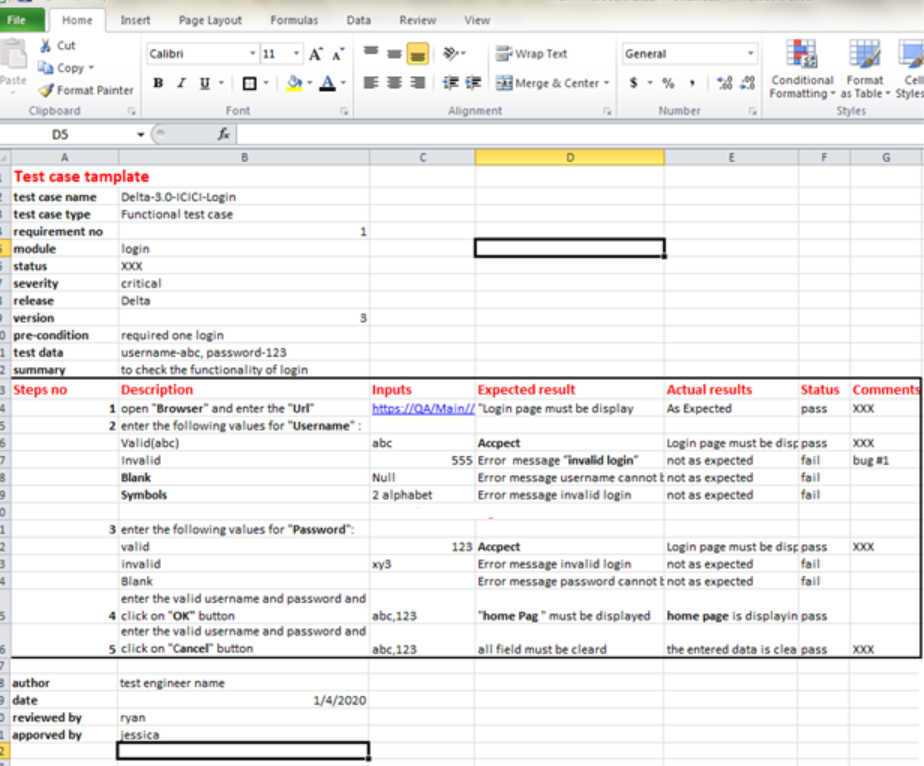 File Home Insert Page Layout Formulas Data Review View
Cut
Copy
Format Painter
Paste
Calibri 11 A A
B I U A
Wrap Text
Merge & Center
General
$ % ,
Conditional Formatting
Format as Table
Cell Styles
Clipboard Font Alignment Number Styles
D5 fx
A B C D E F G
Test case tamplate
test case name Delta-3.0-ICICI-Login
test case type Functional test case
requirement no 1
module login
status XXX
severity critical
release Delta
version 3
pre-condition required one login
test data username-abc, password-123
summary to check the functionality of login
Steps no Description Inputs Expected result Actual results Status Comments
1 open "Browser" and enter the "Url" https://QA/Main// "Login page must be display As Expected pass XXX
2 enter the following values for "Username" :
Valid(abc) abc Accpect Login page must be disp pass XXX
Invalid 555 Error message "invalid login" not as expected fail bug #1
Blank Null Error message username cannot b not as expected fail
Symbols 2 alphabet Error message invalid login not as expected fail
3 enter the following values for "Password":
valid 123 Accpect Login page must be disp pass XXX
invalid xy3 Error message invalid login not as expected fail
Blank Error message password cannot b not as expected fail
enter the valid username and password and
4 click on "OK" button abc,123 "home Pag " must be displayed home page is displayin pass
enter the valid username and password and
5 click on "Cancel" button abc,123 all field must be cleard the entered data is clea pass XXX
author test engineer name
date 1/4/2020
reviewed by ryan
apporved by jessica